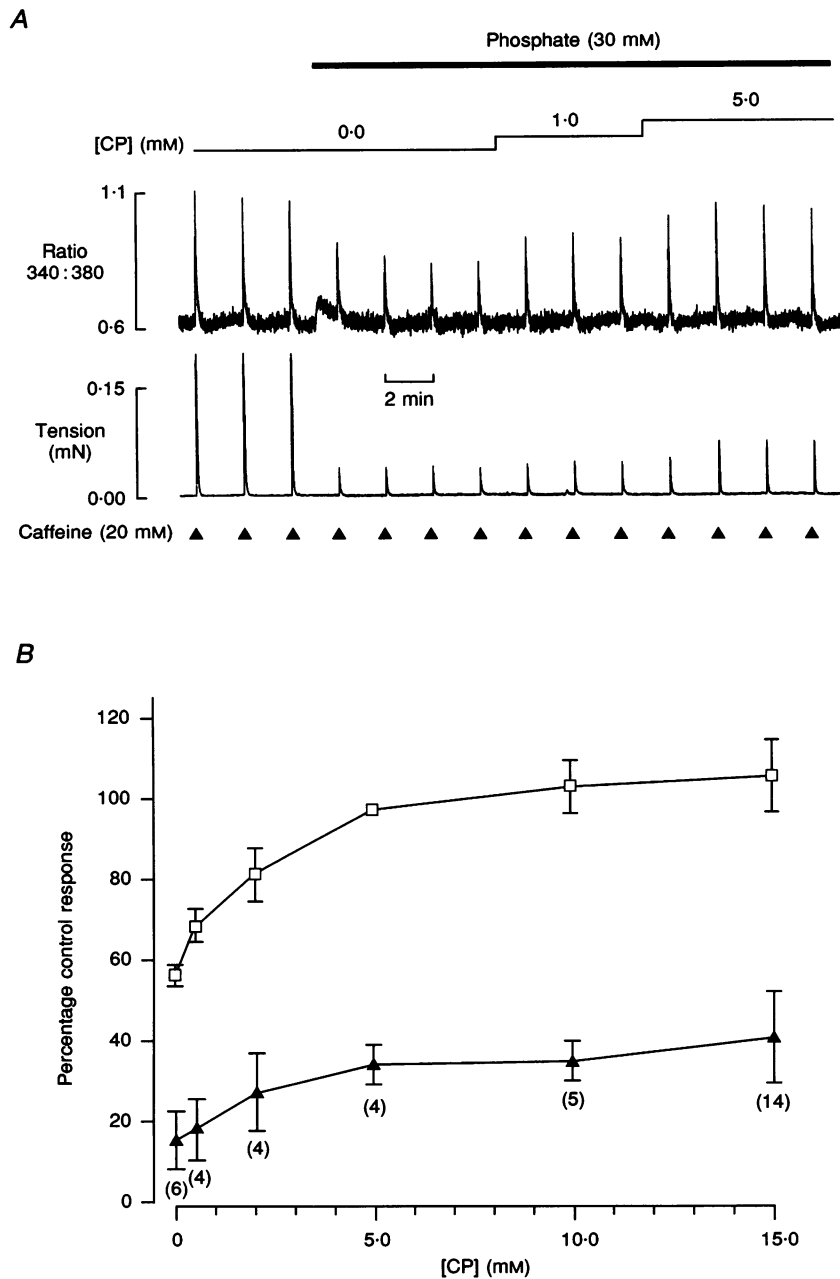 A
Phosphate (30 mM)
5·0
1·0
0·0
[CP] (mM)
1·1
Ratio
340 : 380
0·6
0·15
2 min
Tension
(mN)
0·00
Caffeine (20 mM)
B
120
100
80
60
40
20
0
Percentage control response
(6)
(4)
(4)
(4)
(5)
(14)
0
5·0
10·0
15·0
[CP] (mM)